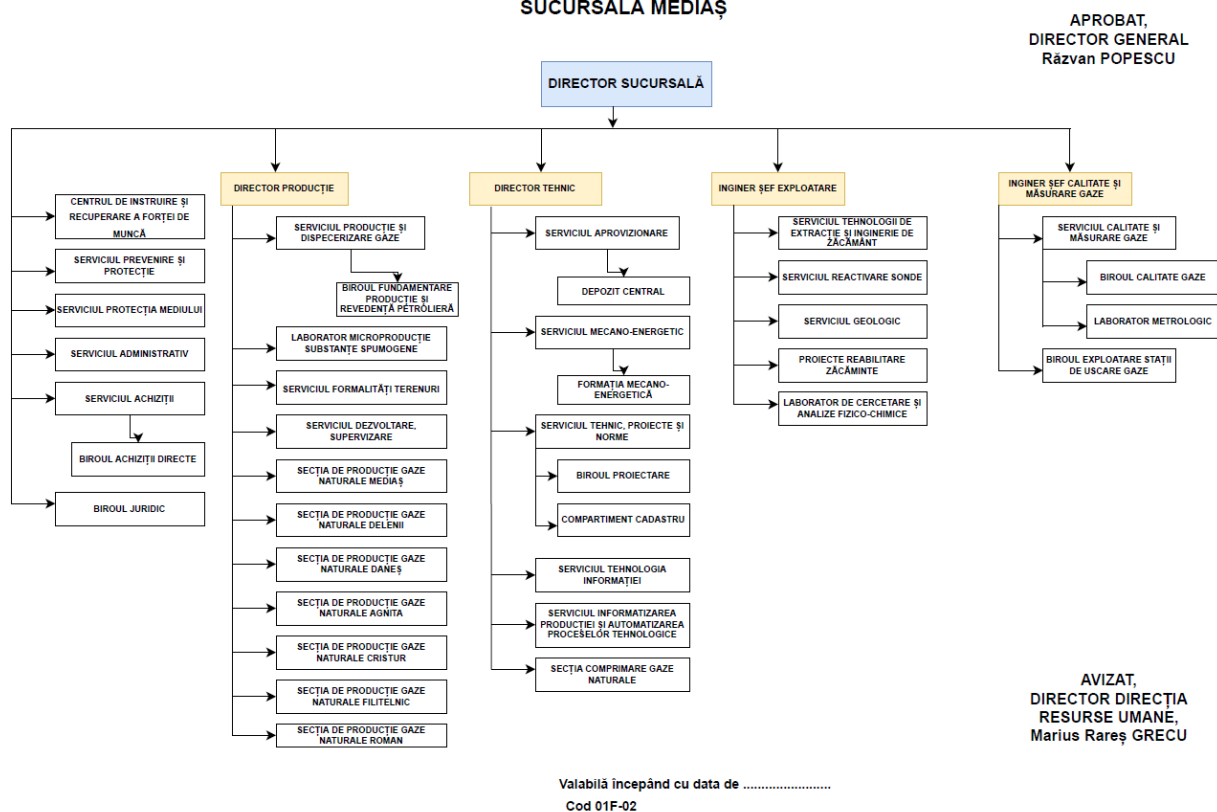 SUCURSALA MEDIAȘ
APROBAT,
DIRECTOR GENERAL
Răzvan POPESCU
DIRECTOR SUCURSALĂ
CENTRUL DE INSTRUIRE ȘI
RECUPERARE A FORȚEI DE
MUNCĂ
SERVICIUL PREVENIRE ȘI
PROTECȚIE
SERVICIUL PROTECȚIA MEDIULUI
SERVICIUL ADMINISTRATIV
SERVICIUL ACHIZIȚII
BIROUL ACHIZIȚII DIRECTE
BIROUL JURIDIC
DIRECTOR PRODUCȚIE
SERVICIUL PRODUCȚIE ȘI
DISPECERIZARE GAZE
BIROUL FUNDAMENTARE
PRODUCȚIE ȘI
REVEDENȚĂ PETROLIERĂ
LABORATOR MICROPRODUCȚIE
SUBSTANȚE SPUMOGENE
SERVICIUL FORMALITĂȚI TERENURI
SERVICIUL DEZVOLTARE,
SUPERVIZARE
SECȚIA DE PRODUCȚIE GAZE
NATURALE MEDIAȘ
SECȚIA DE PRODUCȚIE GAZE
NATURALE DELENII
SECȚIA DE PRODUCȚIE GAZE
NATURALE DANEȘ
SECȚIA DE PRODUCȚIE GAZE
NATURALE AGNITA
SECȚIA DE PRODUCȚIE GAZE
NATURALE CRISTUR
SECȚIA DE PRODUCȚIE GAZE
NATURALE FILITELNIC
SECȚIA DE PRODUCȚIE GAZE
NATURALE ROMAN
DIRECTOR TEHNIC
SERVICIUL APROVIZIONARE
DEPOZIT CENTRAL
SERVICIUL MECANO-ENERGETIC
FORMAȚIA MECANO-
ENERGETICĂ
SERVICIUL TEHNIC, PROIECTE ȘI
NORME
BIROUL PROIECTARE
COMPARTIMENT CADASTRU
SERVICIUL TEHNOLOGIA
INFORMAȚIEI
SERVICIUL INFORMATIZAREA
PRODUCȚIEI ȘI AUTOMATIZAREA
PROCESELOR TEHNOLOGICE
SECȚIA COMPRIMARE GAZE
NATURALE
INGINER ȘEF EXPLOATARE
SERVICIUL TEHNOLOGII DE
EXTRACȚIE ȘI INGINERIE DE
ZĂCĂMÂNT
SERVICIUL REACTIVARE SONDE
SERVICIUL GEOLOGIC
PROIECTE REABILITARE
ZĂCĂMINTE
LABORATOR DE CERCETARE ȘI
ANALIZE FIZICO-CHIMICE
INGINER ȘEF CALITATE ȘI
MĂSURARE GAZE
SERVICIUL CALITATE ȘI
MĂSURARE GAZE
BIROUL CALITATE GAZE
LABORATOR METROLOGIC
BIROUL EXPLOATARE STAȚII
DE USCARE GAZE
AVIZAT,
DIRECTOR DIRECȚIA
RESURSE UMANE,
Marius Rareș GRECU
Valabilă începând cu data de .......................
Cod 01F-02